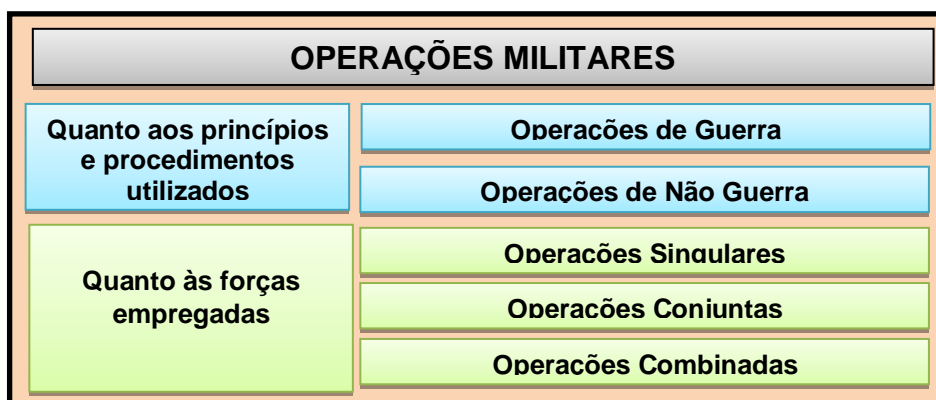 OPERAÇÕES MILITARES
Quanto aos princípios
e procedimentos
utilizados
Operações de Guerra
Operações de Não Guerra
Quanto às forças
empregadas
Operações Singulares
Operações Conjuntas
Operações Combinadas